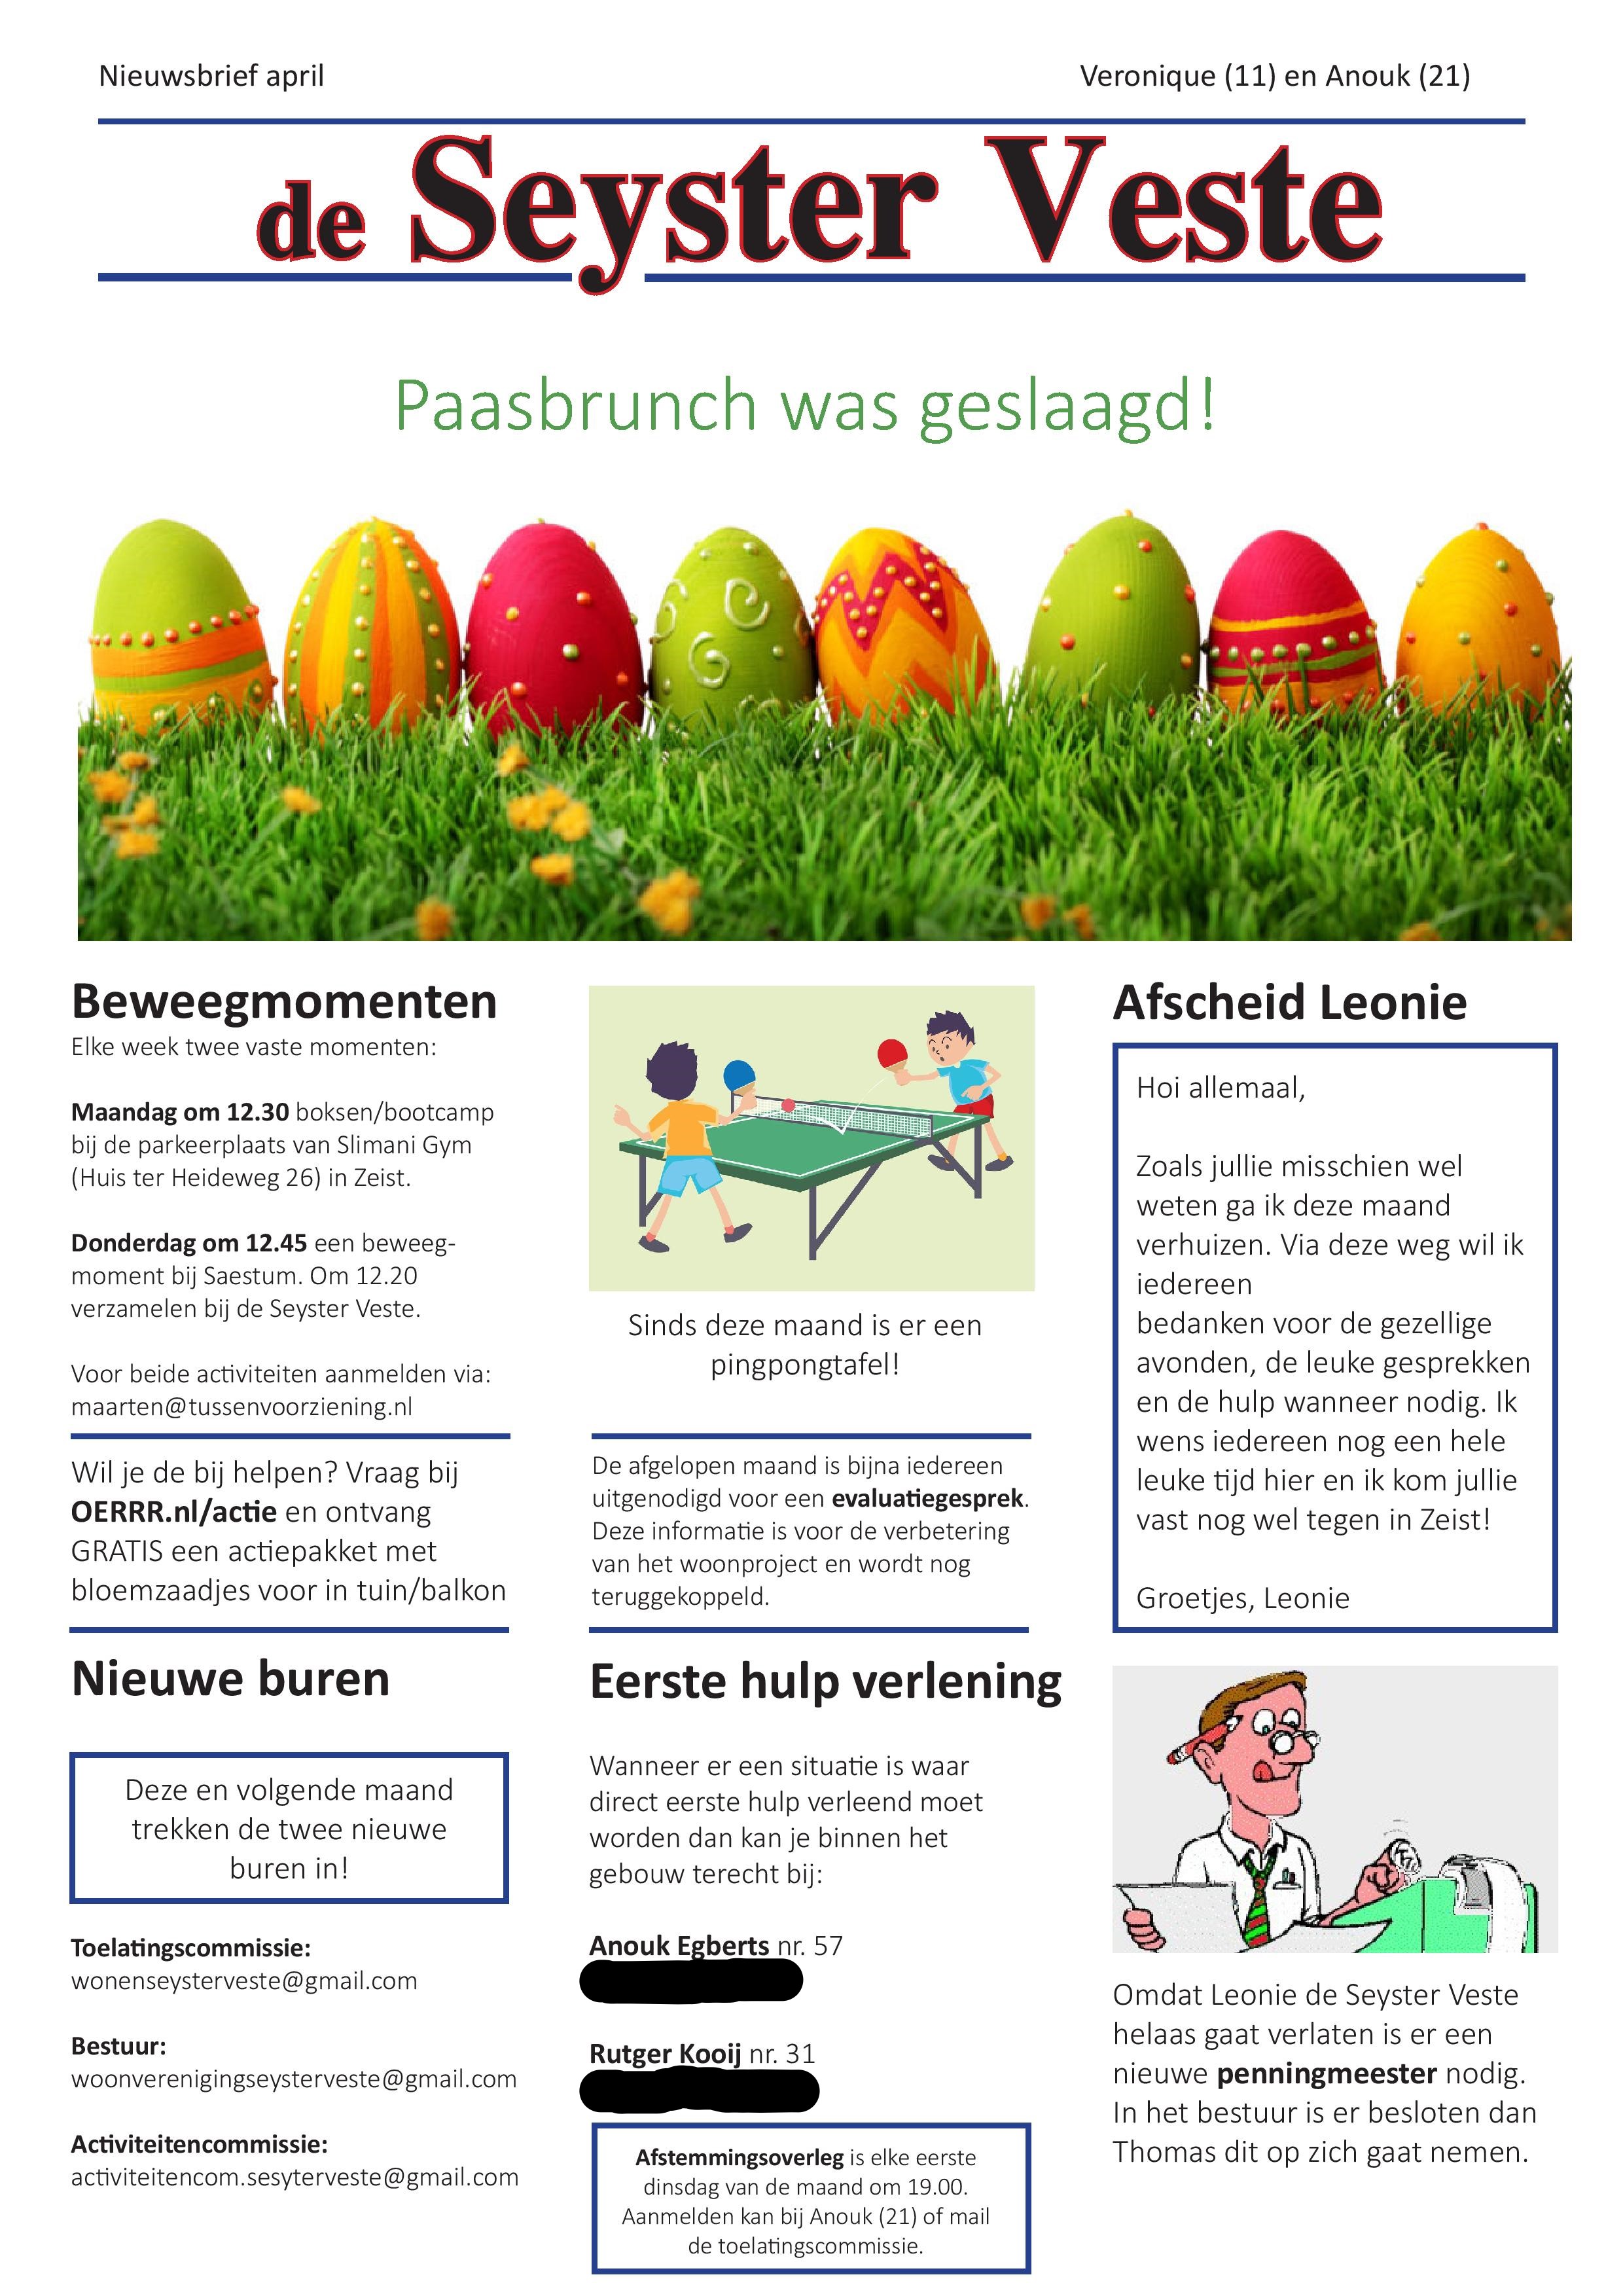 Nieuwsbrief april
Veronique (11) en Anouk (21)
de Seyster Veste
Paasbrunch was geslaagd!
Beweegmomenten
Elke week twee vaste momenten:
Maandag om 12.30 boksen/bootcamp
bij de parkeerplaats van Slimani Gym
(Huis ter Heideweg 26) in Zeist.
Donderdag om 12.45 een beweeg-
moment bij Saestum. Om 12.20
verzamelen bij de Seyster Veste.
Voor beide activiteiten aanmelden via:
maarten@tussenvoorziening.nl
Wil je de bij helpen? Vraag bij
OERRR.nl/actie en ontvang
GRATIS een actiepakket met
bloemzaadjes voor in tuin/balkon
Nieuwe buren
Deze en volgende maand
trekken de twee nieuwe
buren in!
Toelatingscommissie:
wonenseysterveste@gmail.com
Bestuur:
woonverenigingseysterveste@gmail.com
Activiteitencommissie:
activiteitencom.sesyterveste@gmail.com
Sinds deze maand is er een
pingpongtafel!
De afgelopen maand is bijna iedereen
uitgenodigd voor een evaluatiegesprek.
Deze informatie is voor de verbetering
van het woonproject en wordt nog
teruggekoppeld.
Eerste hulp verlening
Wanneer er een situatie is waar
direct eerste hulp verleend moet
worden dan kan je binnen het
gebouw terecht bij:
Anouk Egberts nr. 57
Rutger Kooij nr. 31
Afstemmingsoverleg is elke eerste
dinsdag van de maand om 19.00.
Aanmelden kan bij Anouk (21) of mail
de toelatingscommissie.
Afscheid Leonie
Hoi allemaal,
Zoals jullie misschien wel
weten ga ik deze maand
verhuizen. Via deze weg wil ik
iedereen
bedanken voor de gezellige
avonden, de leuke gesprekken
en de hulp wanneer nodig. Ik
wens iedereen nog een hele
leuke tijd hier en ik kom jullie
vast nog wel tegen in Zeist!
Groetjes, Leonie
Omdat Leonie de Seyster Veste
helaas gaat verlaten is er een
nieuwe penningmeester nodig.
In het bestuur is er besloten dan
Thomas dit op zich gaat nemen.